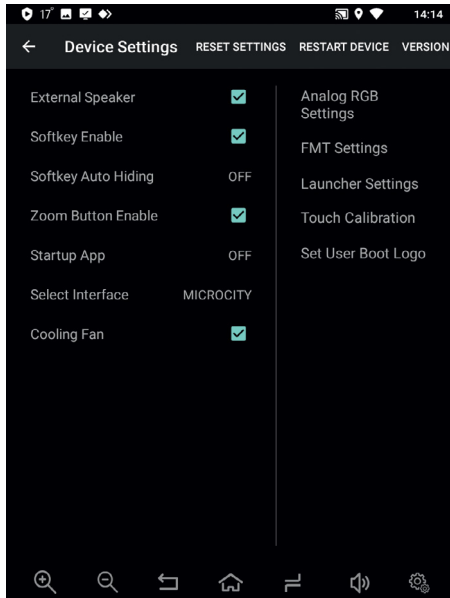 17° 14:14
Device Settings RESET SETTINGS RESTART DEVICE VERSION
External Speaker
Softkey Enable
Softkey Auto Hiding OFF
Zoom Button Enable
Startup App OFF
Select Interface MICROCITY
Cooling Fan
Analog RGB
Settings
FMT Settings
Launcher Settings
Touch Calibration
Set User Boot Logo